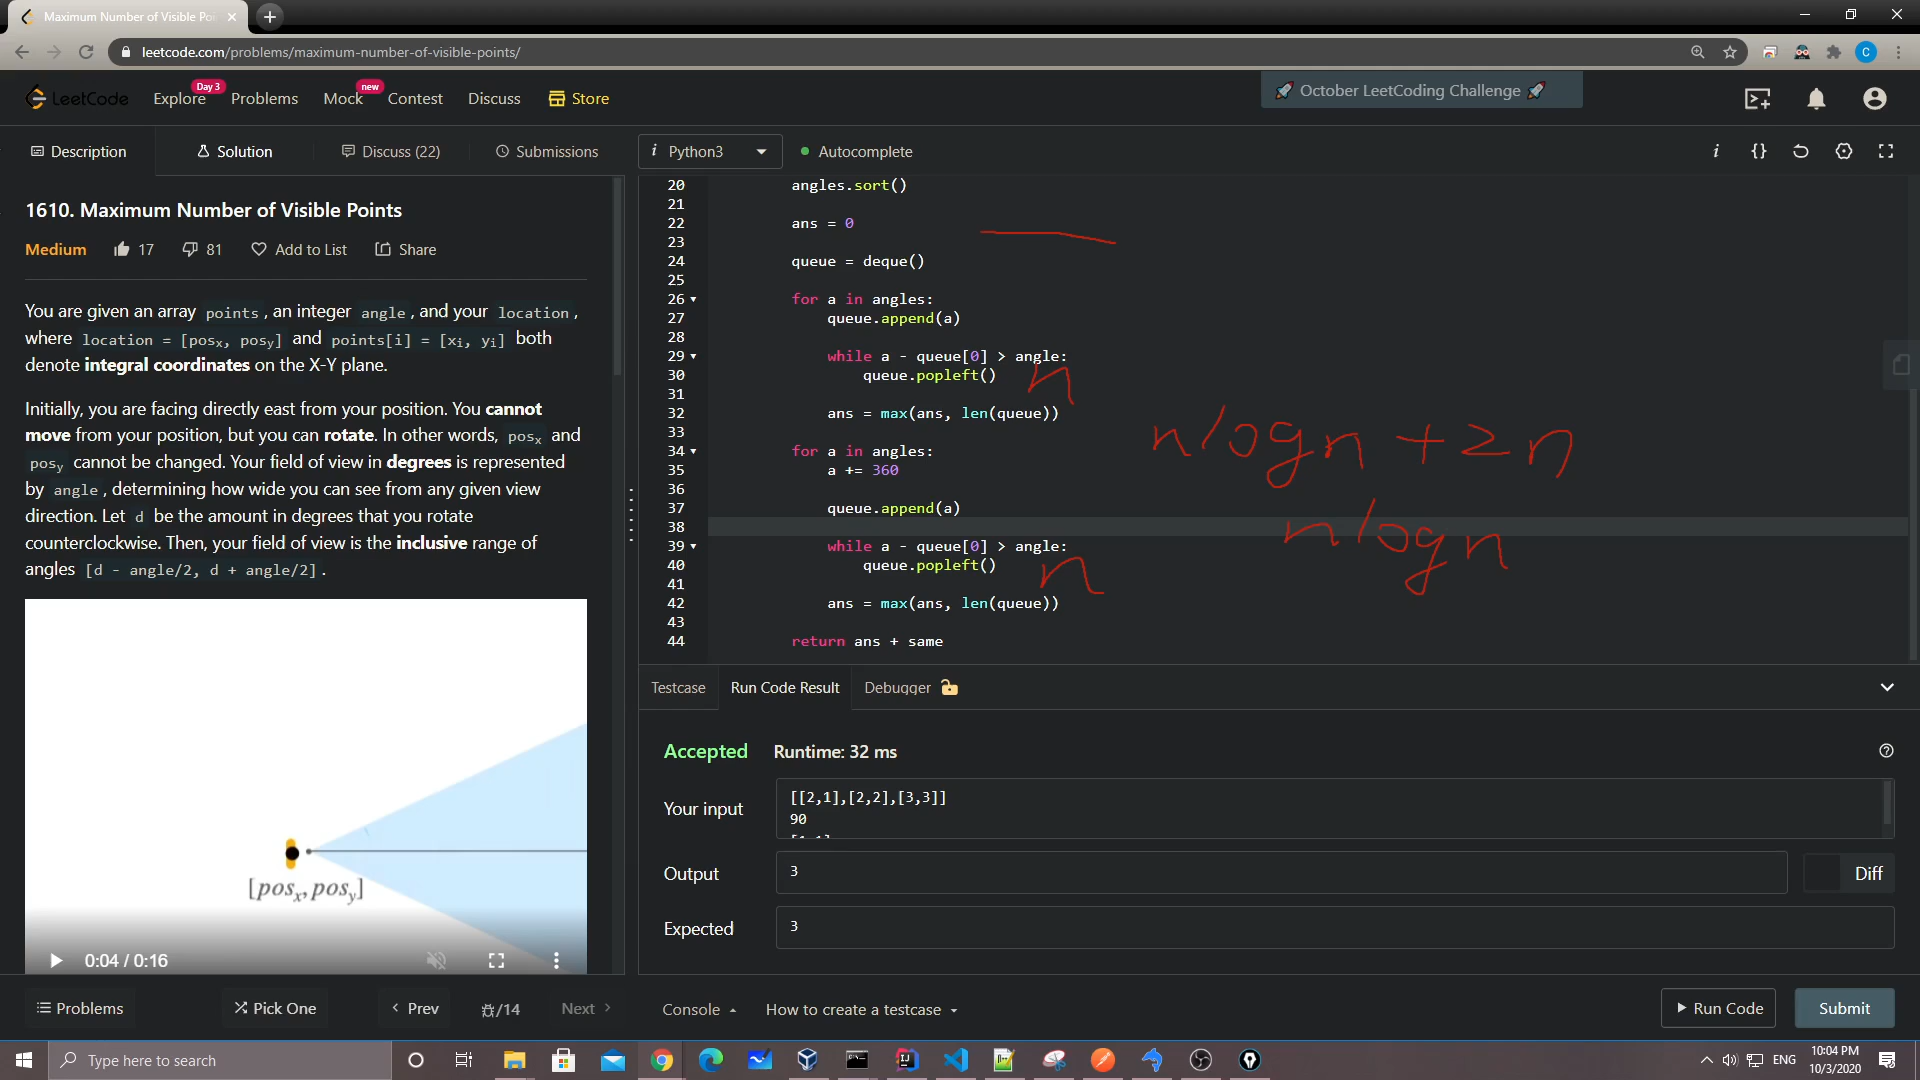 Maximum Number of Visible Poi
leetcode.com/problems/maximum-number-of-visible-points/
LeetCode
Explore
Day 3
Problems
Mock
new
Contest
Discuss
Store
🚀 October LeetCoding Challenge 🚀
Description
Solution
Discuss (22)
Submissions
i Python3
Autocomplete
1610. Maximum Number of Visible Points
Medium 17 81 Add to List Share
You are given an array points, an integer angle, and your location,
where location = [posx, posy] and points[i] = [xi, yi] both
denote integral coordinates on the X-Y plane.
Initially, you are facing directly east from your position. You cannot
move from your position, but you can rotate. In other words, posx and
posy cannot be changed. Your field of view in degrees is represented
by angle, determining how wide you can see from any given view
direction. Let d be the amount in degrees that you rotate
counterclockwise. Then, your field of view is the inclusive range of
angles [d - angle/2, d + angle/2].
[posx, posy]
0:04 / 0:16
20 angles.sort()
21
22 ans = 0
23
24 queue = deque()
25
26 for a in angles:
27 queue.append(a)
28
29 while a - queue[0] > angle:
30 queue.popleft()
31
32 ans = max(ans, len(queue))
33
34 for a in angles:
35 a += 360
36
37 queue.append(a)
38
39 while a - queue[0] > angle:
40 queue.popleft()
41
42 ans = max(ans, len(queue))
43
44 return ans + same
n
n log n + 2n
n log n
n
Testcase
Run Code Result
Debugger
Accepted Runtime: 32 ms
Your input
[[2,1],[2,2],[3,3]]
90
Output
3
Diff
Expected
3
Problems
Pick One
Prev
/14
Next
Console
How to create a testcase
Run Code
Submit
Type here to search
ENG
10:04 PM
10/3/2020
C